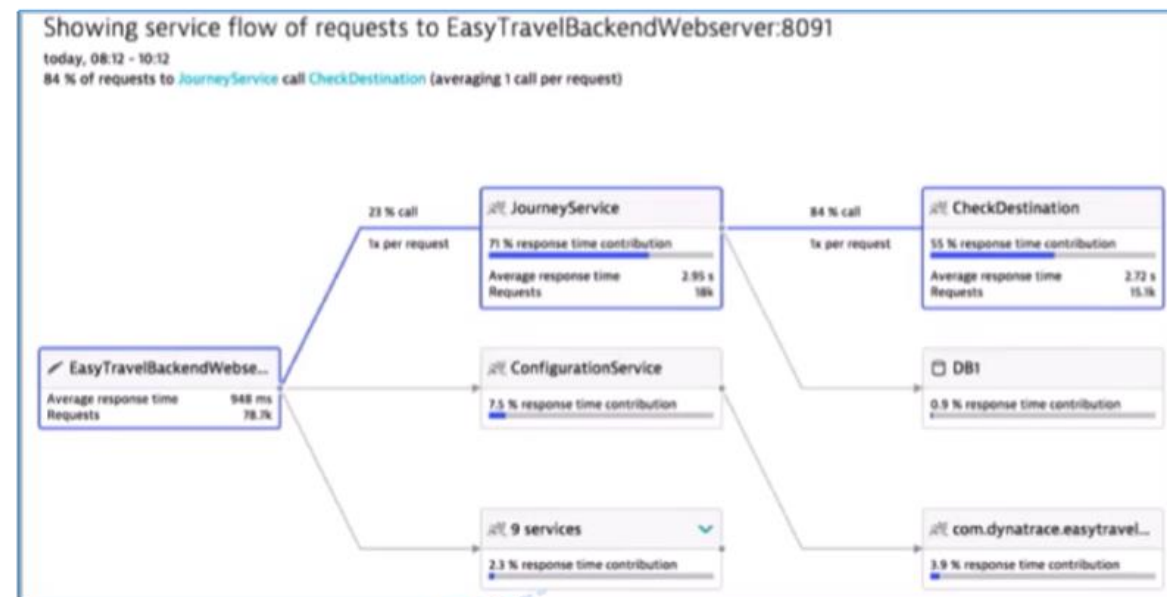 Showing service flow of requests to EasyTravelBackendWebserver:8091
today, 08:12 - 10:12
84 % of requests to JourneyService call CheckDestination (averaging 1 call per request)
23 % call
1x per request
JourneyService
71 % response time contribution
Average response time 2.95 s
Requests 18k
84 % call
1x per request
CheckDestination
55 % response time contribution
Average response time 2.72 s
Requests 15.1k
EasyTravelBackendWebse...
Average response time 948 ms
Requests 78.7k
ConfigurationService
7.5 % response time contribution
DB1
0.9 % response time contribution
9 services
2.3 % response time contribution
com.dynatrace.easytravel...
3.9 % response time contribution